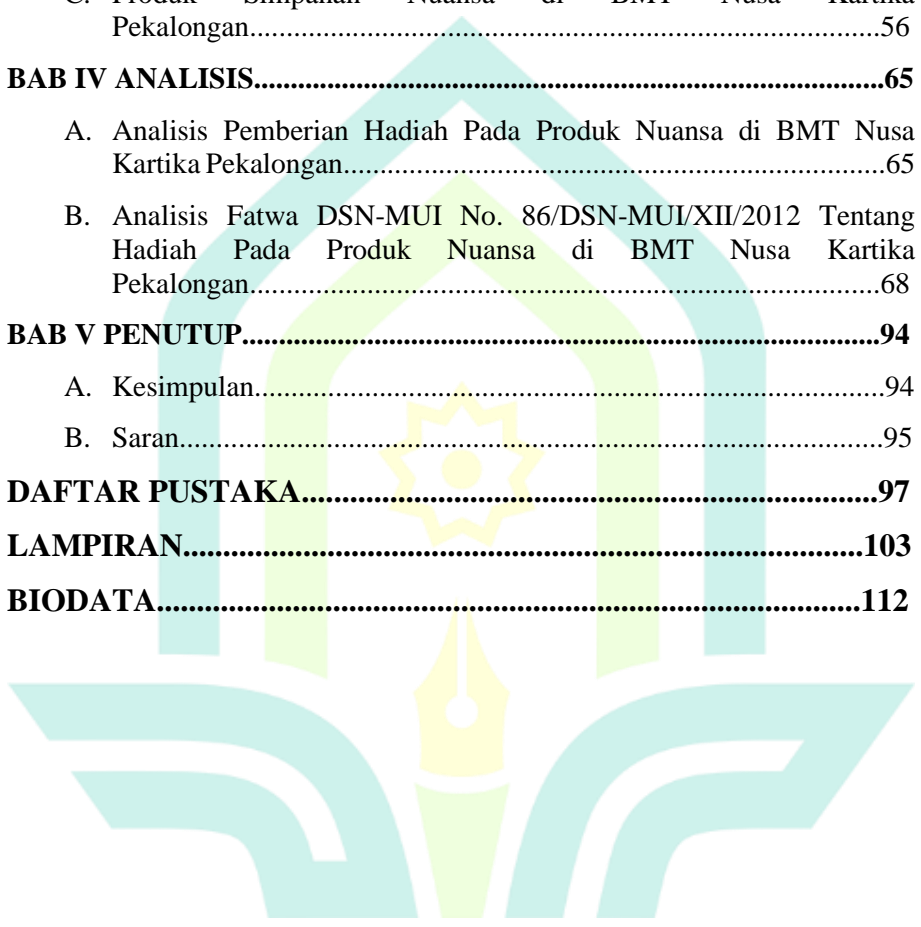 C. Produk Simpanan Nuansa di BMT Nusa Kartika
Pekalongan....................................................................................56
BAB IV ANALISIS....................................................................................65
A. Analisis Pemberian Hadiah Pada Produk Nuansa di BMT Nusa
Kartika Pekalongan........................................................................65
B. Analisis Fatwa DSN-MUI No. 86/DSN-MUI/XII/2012 Tentang
Hadiah Pada Produk Nuansa di BMT Nusa Kartika
Pekalongan....................................................................................68
BAB V PENUTUP......................................................................................94
A. Kesimpulan....................................................................................94
B. Saran..............................................................................................95
DAFTAR PUSTAKA.............................................................................97
LAMPIRAN...........................................................................................103
BIODATA..............................................................................................112